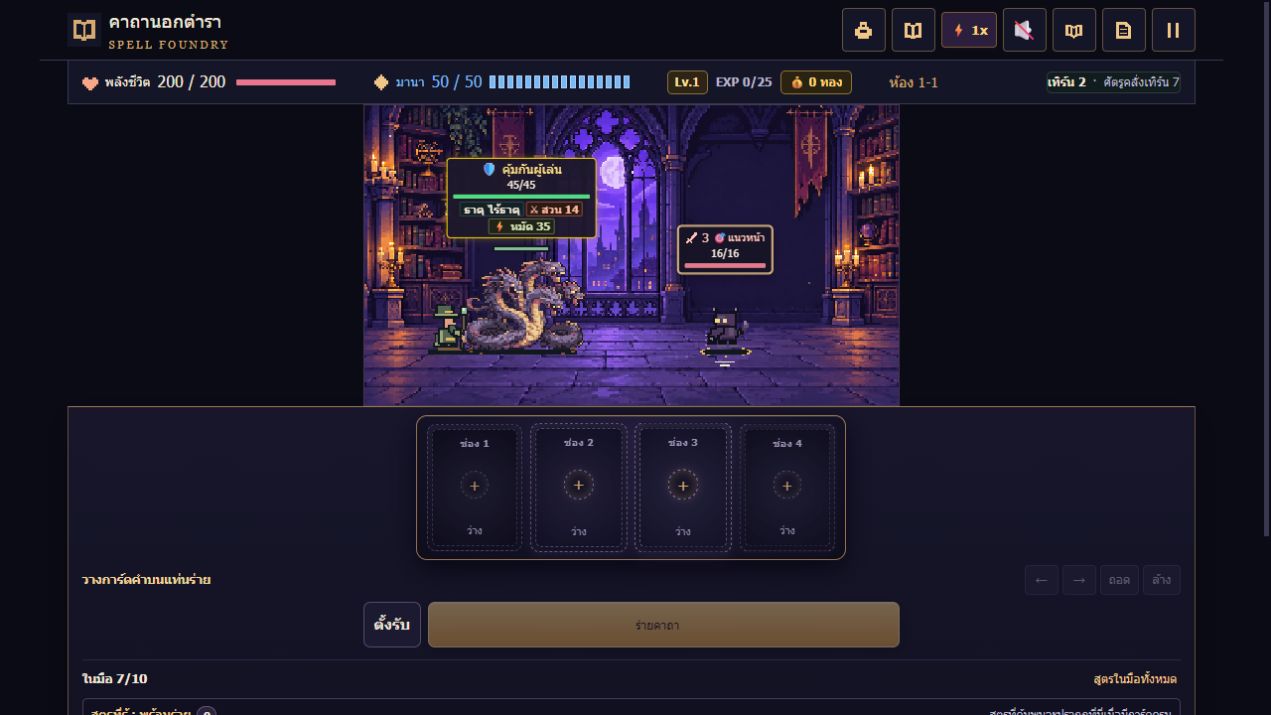 คาถานอกตำรา
SPELL FOUNDRY
1x
พลังชีวิต 200 / 200
มานา 50 / 50
Lv.1 EXP 0/25 0 ทอง
ห้อง 1-1
เทิร์น 2 · ศัตรูคลั่งเทิร์น 7
คุ้มกันผู้เล่น
45/45
ธาตุ ไร้ธาตุ สวน 14
หมัด 35
3 แนวหน้า
16/16
ช่อง 1 ช่อง 2 ช่อง 3 ช่อง 4
+ + + +
ว่าง ว่าง ว่าง ว่าง
วางการ์ดคำบนแท่นร่าย
← → ถอด ล้าง
ตั้งรับ ร่ายคาถา
ในมือ 7/10 สูตรในมือทั้งหมด